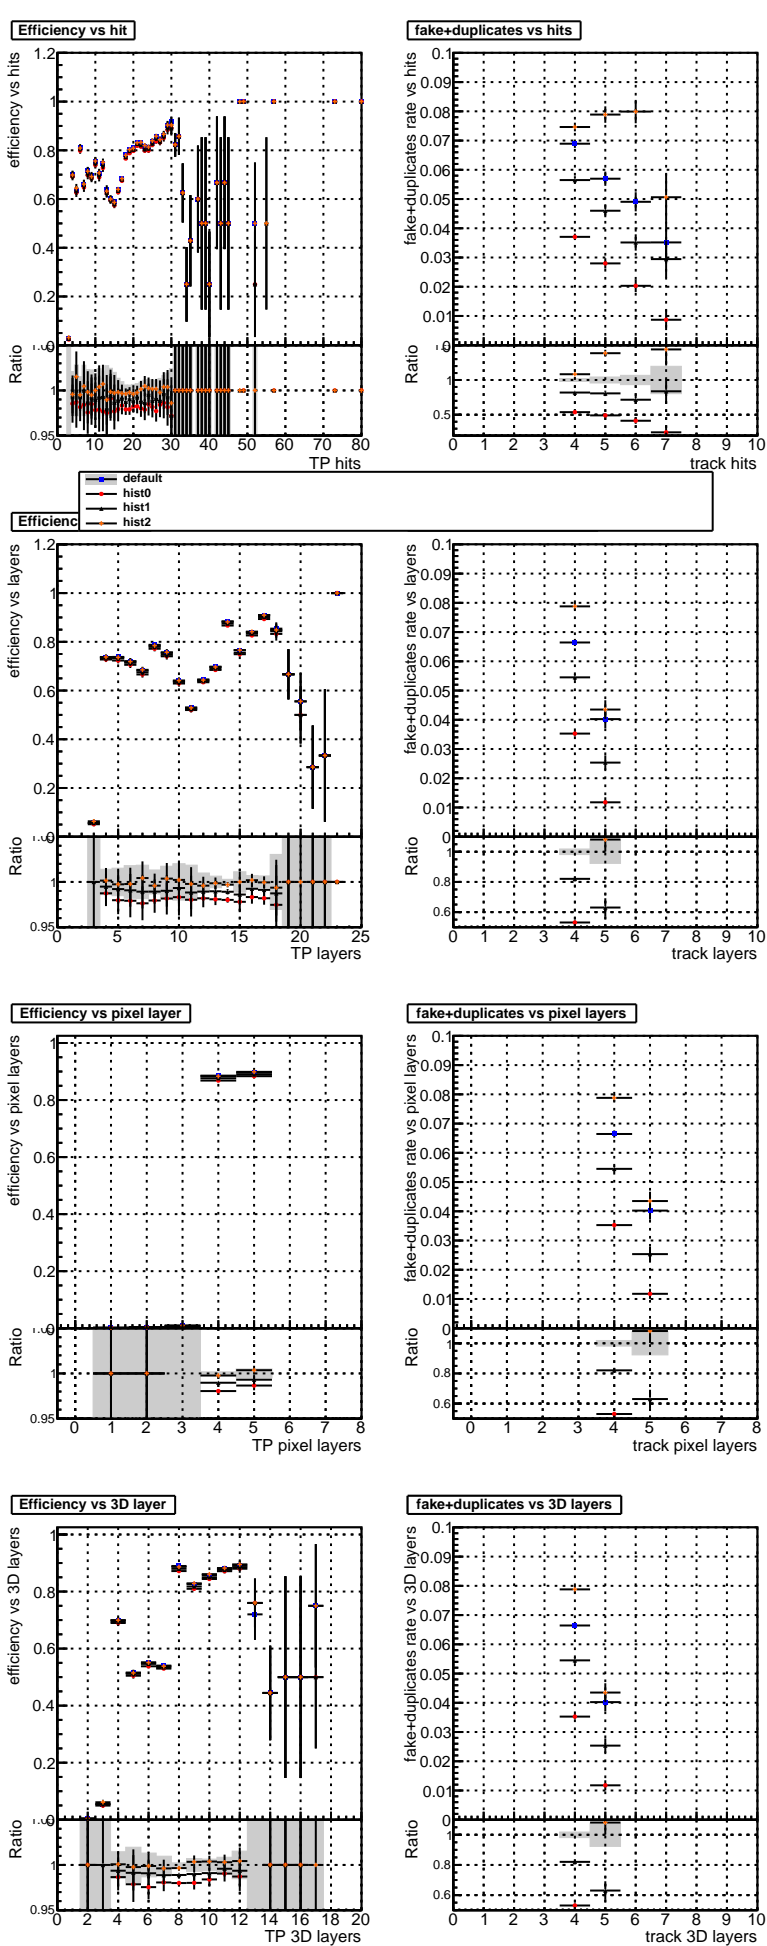 Efficiency vs hit
fake+duplicates vs hits
efficiency vs hits
1.2
1
0.8
0.6
0.4
0.2
Ratio
1
0.95
0 10 20 30 40 50 60 70 80
TP hits
fake+duplicates rate vs hits
0.1
0.09
0.08
0.07
0.06
0.05
0.04
0.03
0.02
0.01
0
Ratio
1
0.5
0 1 2 3 4 5 6 7 8 9 10
track hits
default
hist0
hist1
hist2
Efficienc
efficiency vs layers
1.2
1
0.8
0.6
0.4
0.2
Ratio
1
0.95
0 5 10 15 20 25
TP layers
fake+duplicates rate vs layers
0.1
0.09
0.08
0.07
0.06
0.05
0.04
0.03
0.02
0.01
0
Ratio
1
0.8
0.6
0 1 2 3 4 5 6 7 8 9 10
track layers
Efficiency vs pixel layer
fake+duplicates vs pixel layers
efficiency vs pixel layers
1
0.8
0.6
0.4
0.2
Ratio
1
0.95
0 1 2 3 4 5 6 7 8
TP pixel layers
fake+duplicates rate vs pixel layers
0.1
0.09
0.08
0.07
0.06
0.05
0.04
0.03
0.02
0.01
0
Ratio
1
0.8
0.6
0 1 2 3 4 5 6 7 8
track pixel layers
Efficiency vs 3D layer
fake+duplicates vs 3D layers
efficiency vs 3D layers
1
0.8
0.6
0.4
0.2
Ratio
1
0.95
0 2 4 6 8 10 12 14 16 18 20
TP 3D layers
fake+duplicates rate vs 3D layers
0.1
0.09
0.08
0.07
0.06
0.05
0.04
0.03
0.02
0.01
0
Ratio
1
0.8
0.6
0 1 2 3 4 5 6 7 8 9 10
track 3D layers